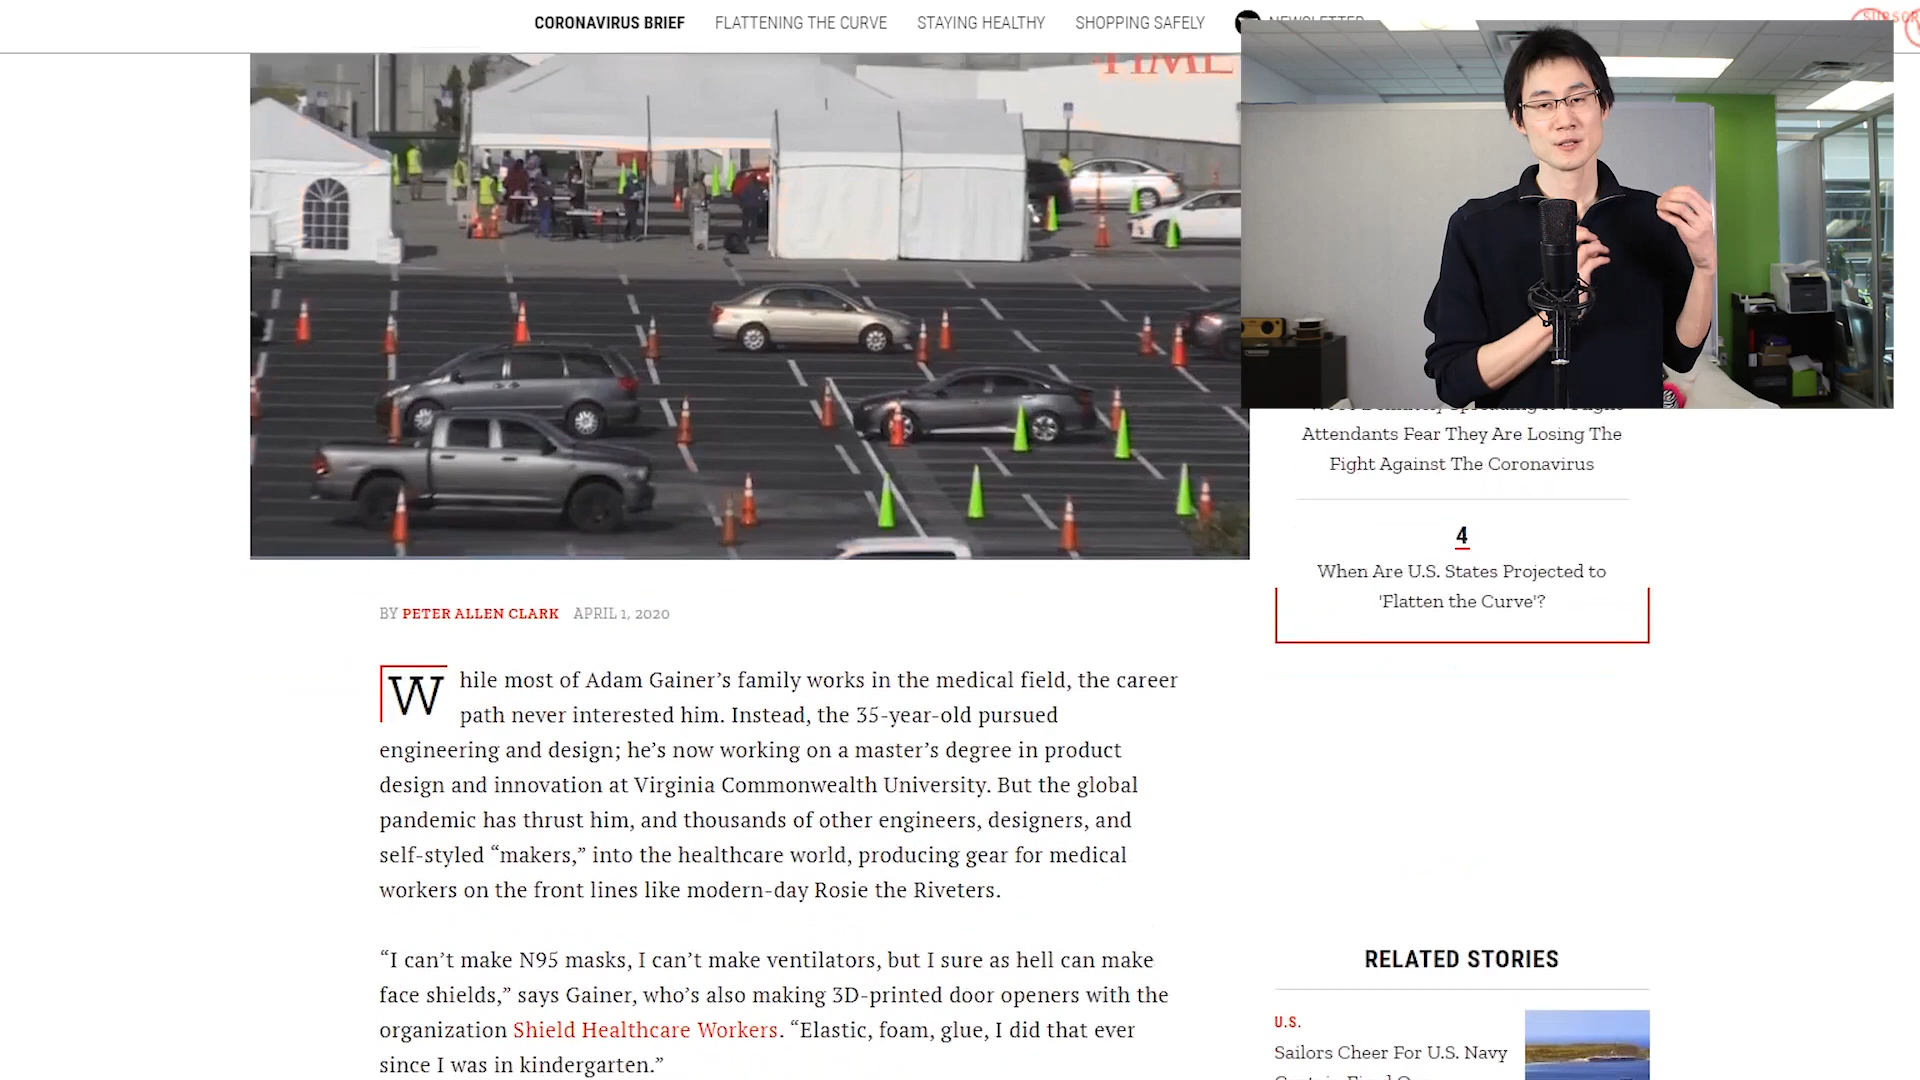 CORONAVIRUS BRIEF FLATTENING THE CURVE STAYING HEALTHY SHOPPING SAFELY NEWSLETTER
TIME
Attendants Fear They Are Losing The
Fight Against The Coronavirus
4
When Are U.S. States Projected to
'Flatten the Curve'?
BY PETER ALLEN CLARK APRIL 1, 2020
While most of Adam Gainer’s family works in the medical field, the career
path never interested him. Instead, the 35-year-old pursued
engineering and design; he’s now working on a master’s degree in product
design and innovation at Virginia Commonwealth University. But the global
pandemic has thrust him, and thousands of other engineers, designers, and
self-styled “makers,” into the healthcare world, producing gear for medical
workers on the front lines like modern-day Rosie the Riveters.
“I can’t make N95 masks, I can’t make ventilators, but I sure as hell can make
face shields,” says Gainer, who’s also making 3D-printed door openers with the
organization Shield Healthcare Workers. “Elastic, foam, glue, I did that ever
since I was in kindergarten.”
RELATED STORIES
U.S.
Sailors Cheer For U.S. Navy